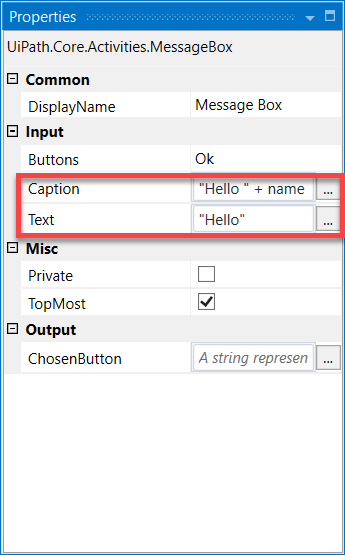 Properties
UiPath.Core.Activities.MessageBox
Common
DisplayName Message Box
Input
Buttons Ok
Caption "Hello " + name ...
Text "Hello" ...
Misc
Private
TopMost
Output
ChosenButton A string represen ...